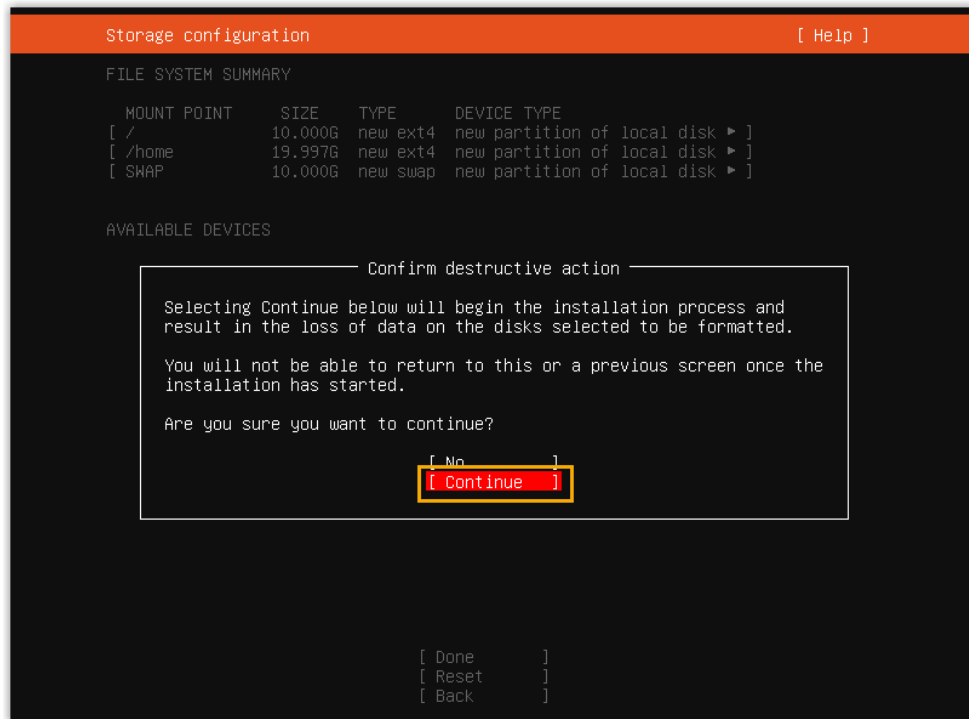 Storage configuration [ Help ]
FILE SYSTEM SUMMARY
MOUNT POINT SIZE TYPE DEVICE TYPE
[ / 10.000G new ext4 new partition of local disk ► ]
[ /home 19.997G new ext4 new partition of local disk ► ]
[ SWAP 10.000G new swap new partition of local disk ► ]
AVAILABLE DEVICES
Confirm destructive action
Selecting Continue below will begin the installation process and
result in the loss of data on the disks selected to be formatted.
You will not be able to return to this or a previous screen once the
installation has started.
Are you sure you want to continue?
[ No ]
[ Continue ]
[ Done ]
[ Reset ]
[ Back ]